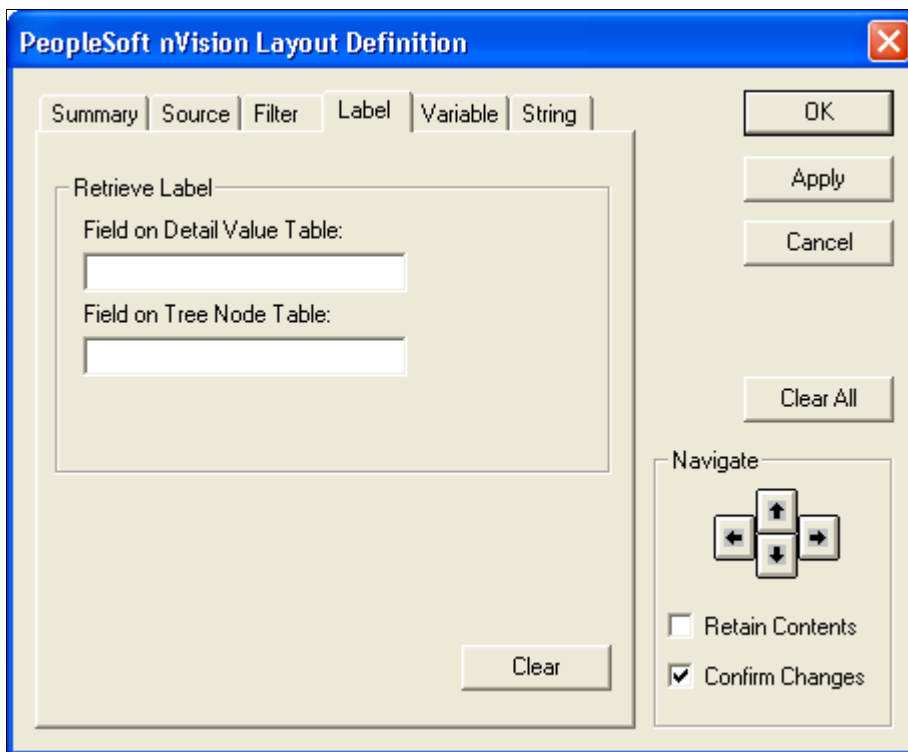 PeopleSoft nVision Layout Definition
Summary Source Filter Label Variable String
Retrieve Label
Field on Detail Value Table:
Field on Tree Node Table:
Clear
OK
Apply
Cancel
Clear All
Navigate
Retain Contents
Confirm Changes